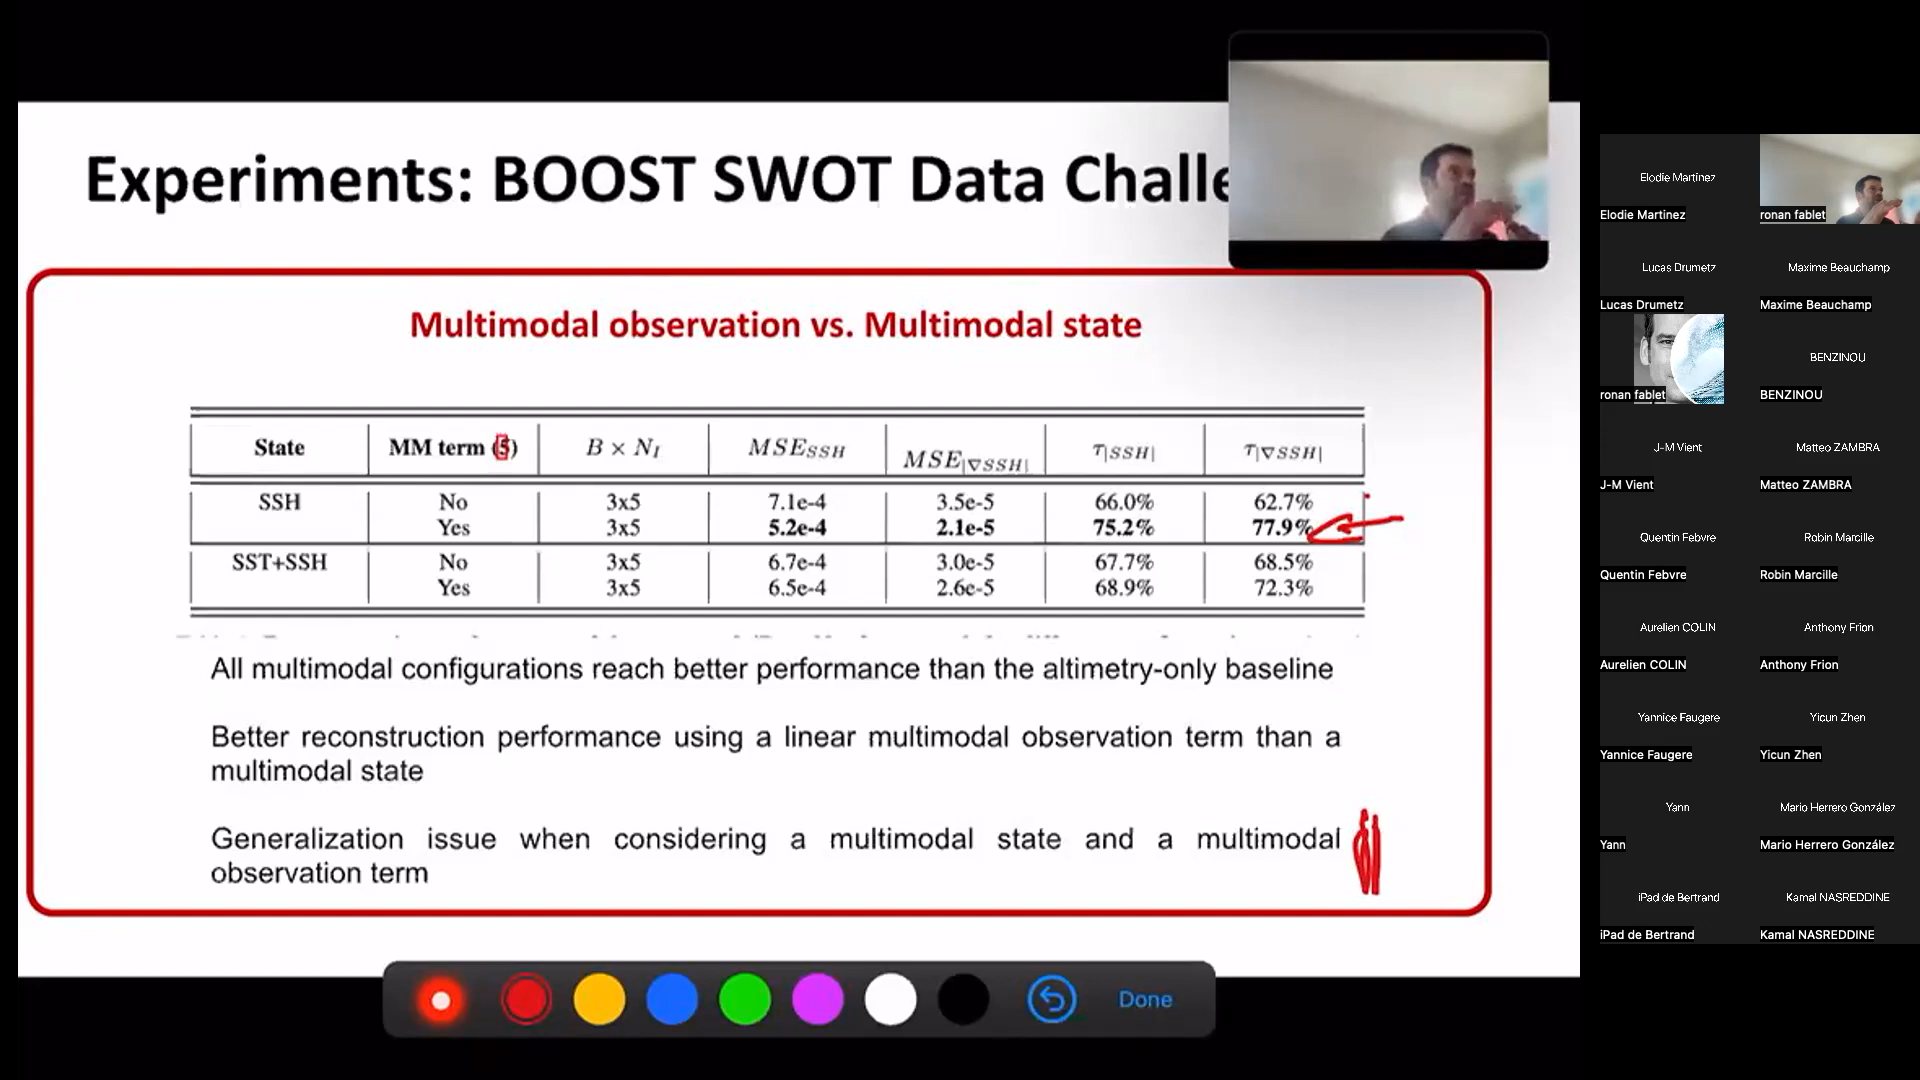 Experiments: BOOST SWOT Data Challe
Multimodal observation vs. Multimodal state
State MM term (5) B × N_I MSE_SSH MSE_|∇SSH| τ_|SSH| τ_|∇SSH|
SSH No 3x5 7.1e-4 3.5e-5 66.0% 62.7%
Yes 3x5 5.2e-4 2.1e-5 75.2% 77.9%
SST+SSH No 3x5 6.7e-4 3.0e-5 67.7% 68.5%
Yes 3x5 6.5e-4 2.6e-5 68.9% 72.3%
All multimodal configurations reach better performance than the altimetry-only baseline
Better reconstruction performance using a linear multimodal observation term than a
multimodal state
Generalization issue when considering a multimodal state and a multimodal
observation term
Done
Elodie Martinez
Elodie Martinez
ronan fablet
Lucas Drumetz
Maxime Beauchamp
Lucas Drumetz
Maxime Beauchamp
BENZINOU
ronan fablet
BENZINOU
J-M Vient
Matteo ZAMBRA
J-M Vient
Matteo ZAMBRA
Quentin Febvre
Robin Marcille
Quentin Febvre
Robin Marcille
Aurelien COLIN
Anthony Frion
Aurelien COLIN
Anthony Frion
Yannice Faugere
Yicun Zhen
Yannice Faugere
Yicun Zhen
Yann
Mario Herrero González
Yann
Mario Herrero González
iPad de Bertrand
Kamal NASREDDINE
iPad de Bertrand
Kamal NASREDDINE